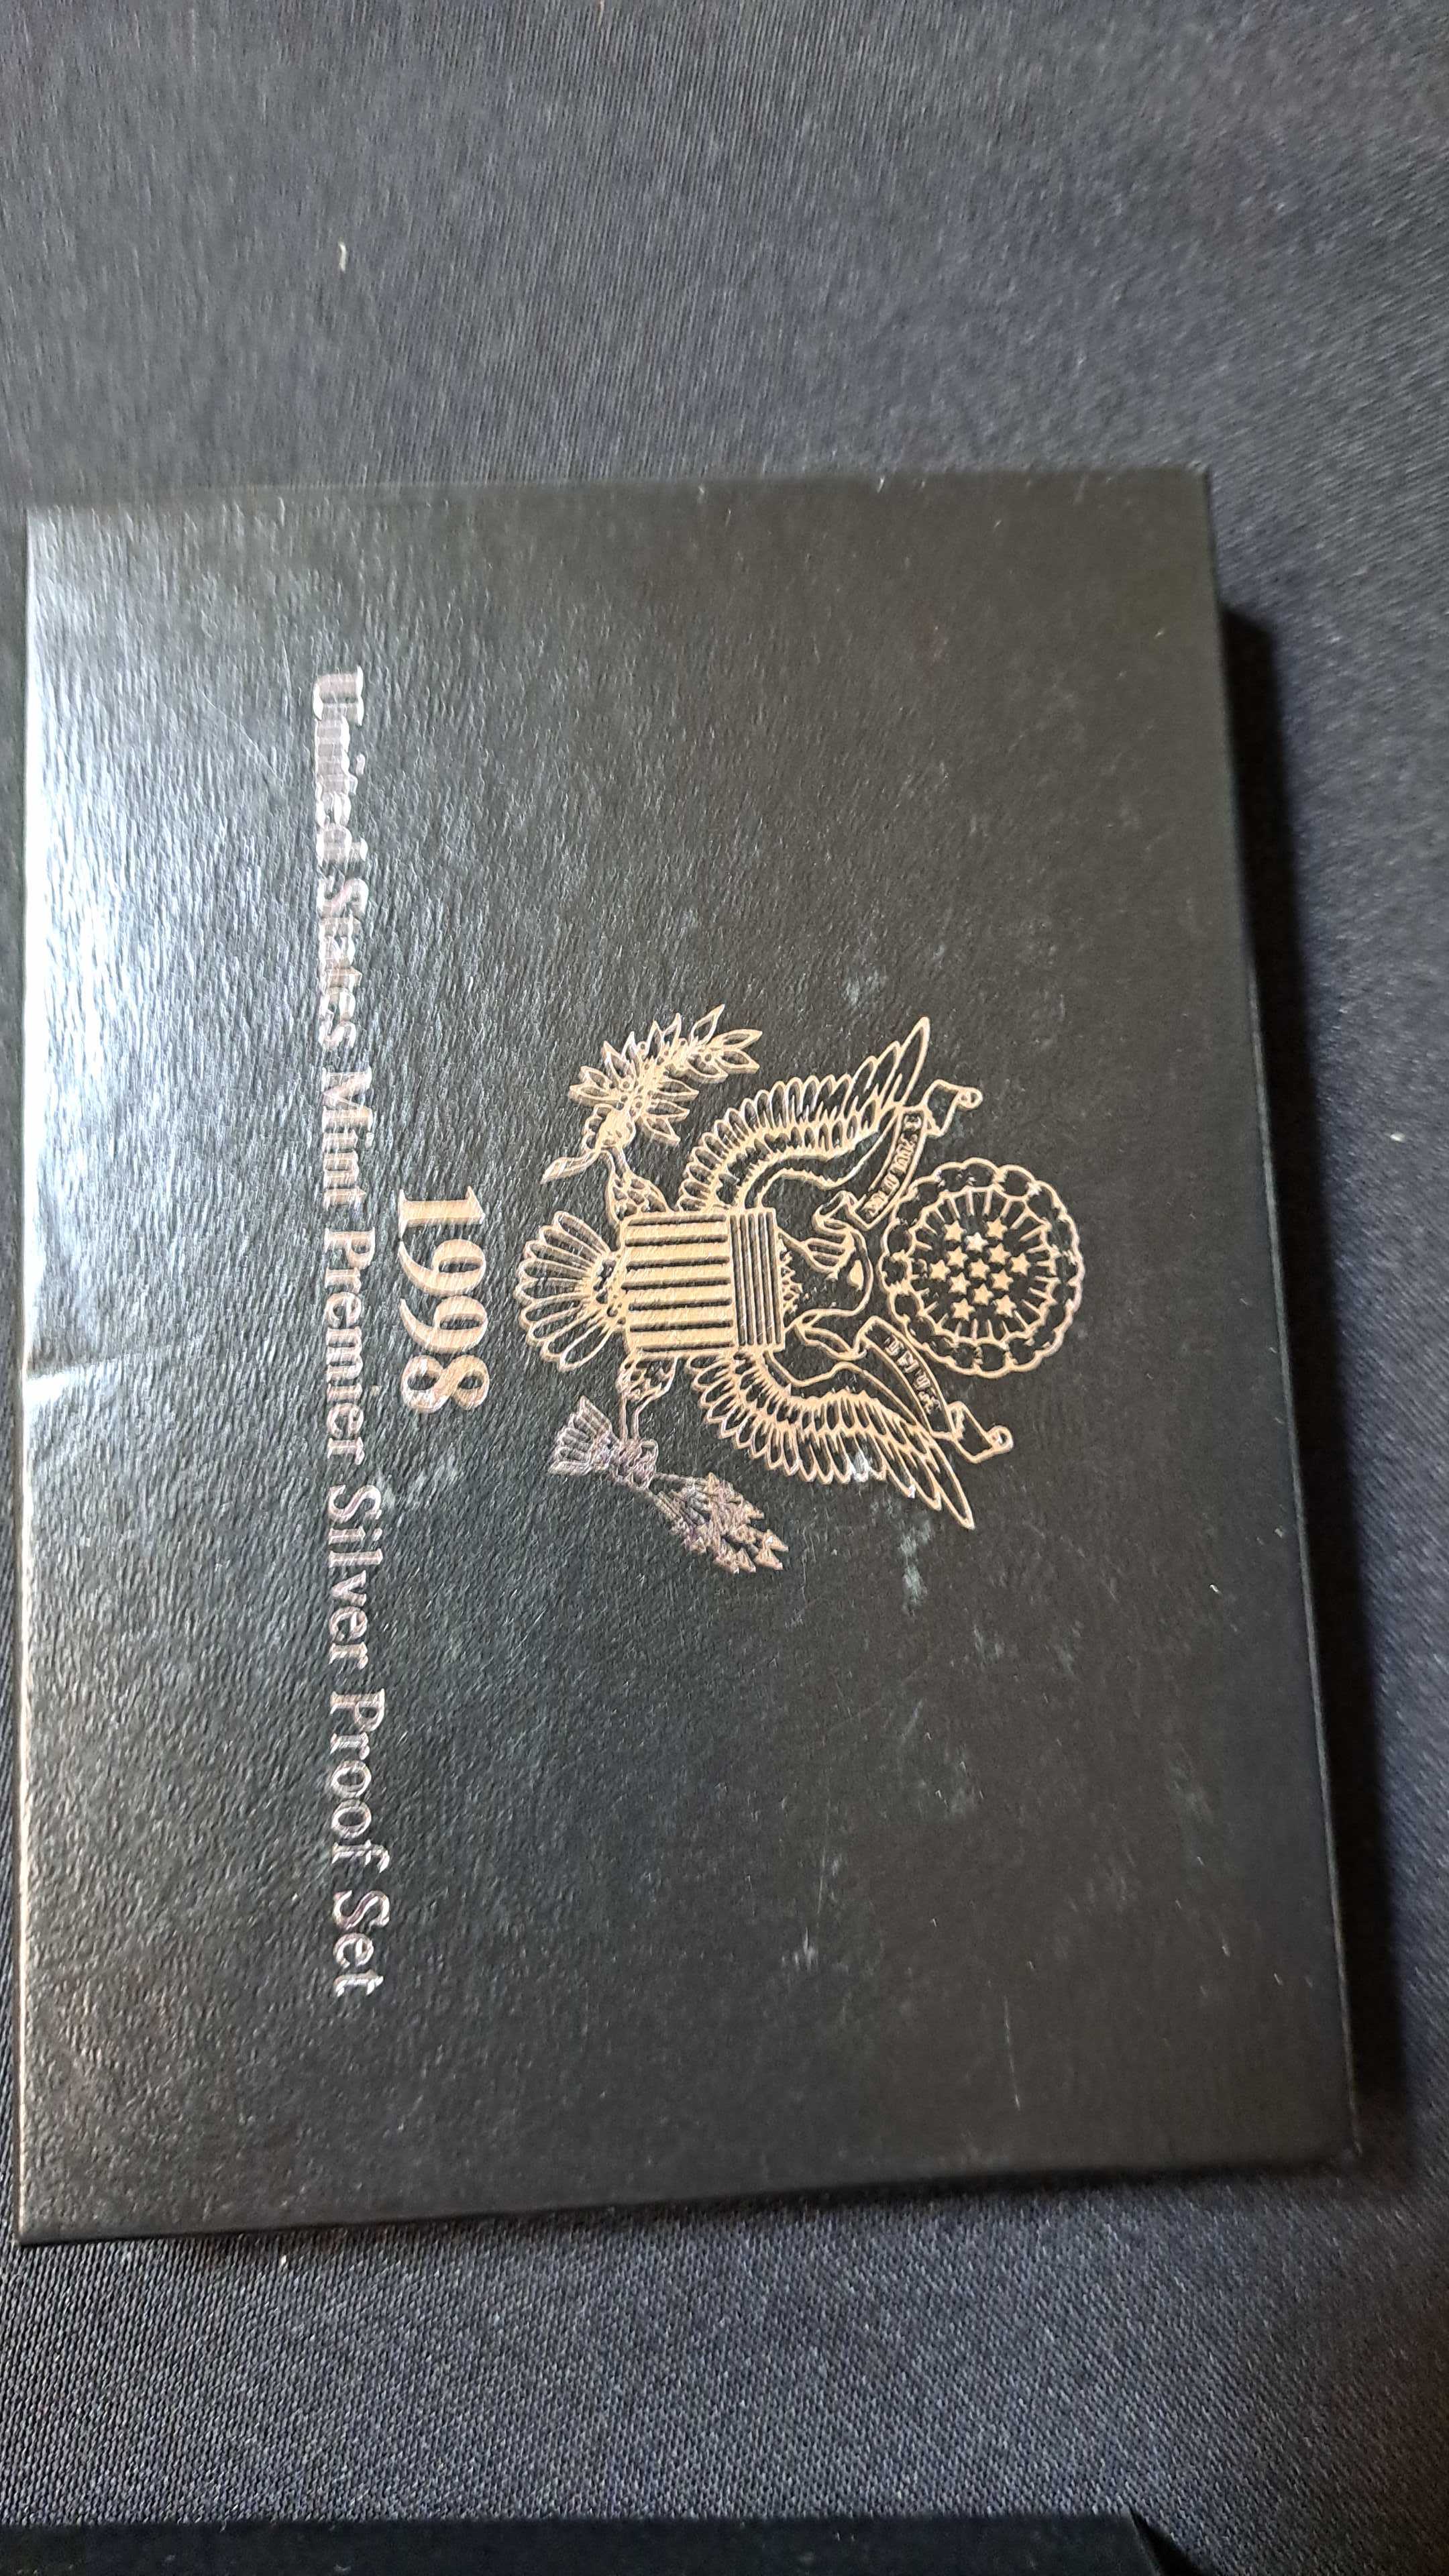 1998
United States Mint Premier Silver Proof Set